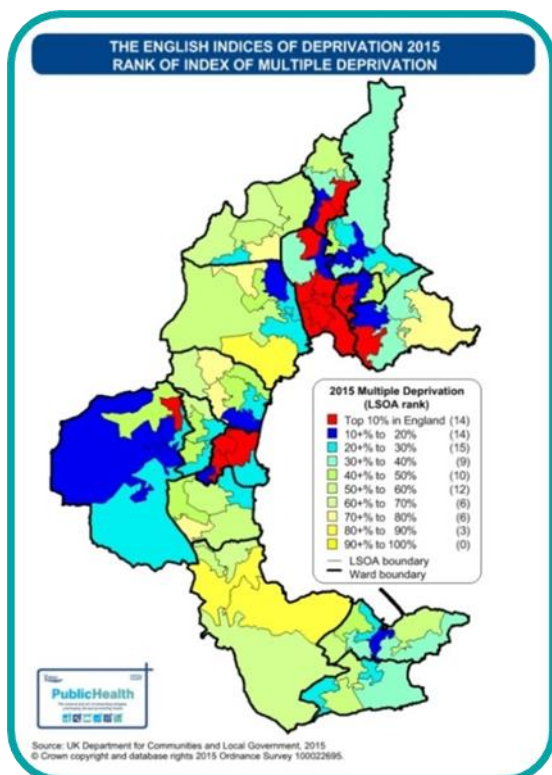 THE ENGLISH INDICES OF DEPRIVATION 2015
RANK OF INDEX OF MULTIPLE DEPRIVATION
2015 Multiple Deprivation
(LSOA rank)
Top 10% in England (14)
10+% to 20% (14)
20+% to 30% (15)
30+% to 40% (9)
40+% to 50% (10)
50+% to 60% (12)
60+% to 70% (6)
70+% to 80% (6)
80+% to 90% (3)
90+% to 100% (0)
LSOA boundary
Ward boundary
PublicHealth
Source: UK Department for Communities and Local Government, 2015
© Crown copyright and database rights 2015 Ordnance Survey 100022695.